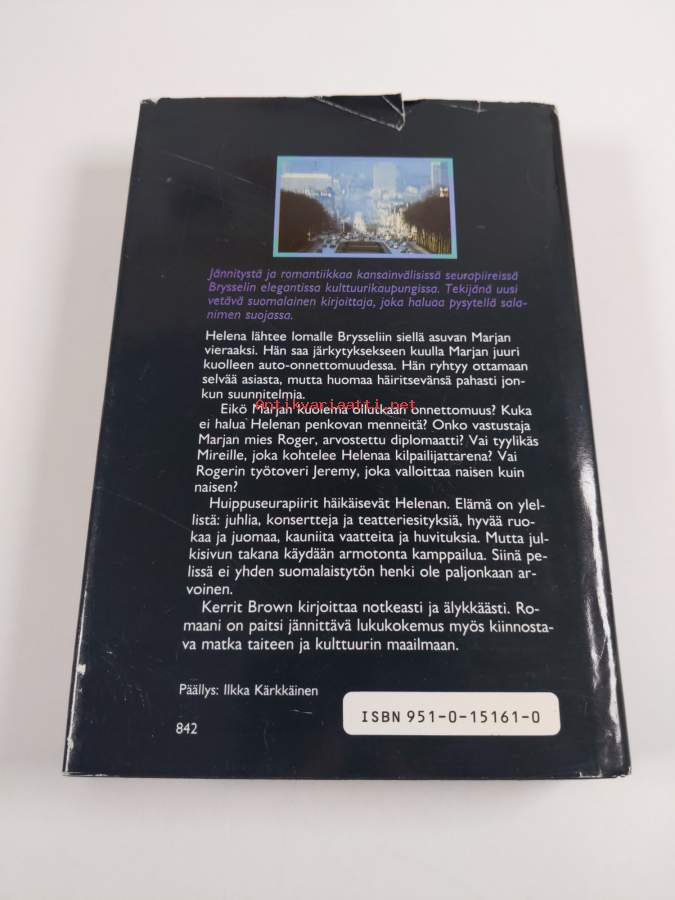 Jännitystä ja romantiikkaa kansainvälisissä seurapiireissä
Brysselin elegantissa kulttuurikaupungissa. Tekijänä uusi
vetävä suomalainen kirjoittaja, joka haluaa pysytellä sala-
nimen suojassa.
Helena lähtee lomalle Brysseliin siellä asuvan Marjan
vieraaksi. Hän saa järkytyksekseen kuulla Marjan juuri
kuolleen auto-onnettomuudessa. Hän ryhtyy ottamaan
selvää asiasta, mutta huomaa häiritsevänsä pahasti jon-
kun suunnitelmia.
Antikvariaatti.net
Eikö Marjan kuolema ollutkaan onnettomuus? Kuka
ei halua Helenan penkovan menneitä? Onko vastustaja
Marjan mies Roger, arvostettu diplomaatti? Vai tyylikäs
Mireille, joka kohtelee Helenaa kilpailijattarena? Vai
Rogerin työtoveri Jeremy, joka valloittaa naisen kuin
naisen?
Huippuseurapiirit häikäisevät Helenan. Elämä on ylel-
listä: juhlia, konsertteja ja teatteriesityksiä, hyvää ruo-
kaa ja juomaa, kauniita vaatteita ja huvituksia. Mutta jul-
kisivun takana käydään armotonta kamppailua. Siinä pe-
lissä ei yhden suomalaistytön henki ole paljonkaan ar-
voinen.
Kerrit Brown kirjoittaa notkeasti ja älykkäästi. Ro-
maani on paitsi jännittävä lukukokemus myös kiinnosta-
va matka taiteen ja kulttuurin maailmaan.
Päällys: Ilkka Kärkkäinen
ISBN 951-0-15161-0
842